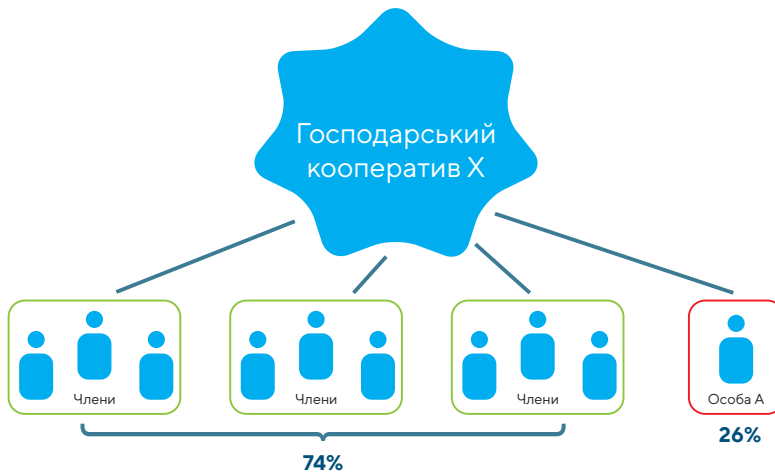 Господарський
кооператив Х
Члени
Члени
Члени
Особа А
26%
74%